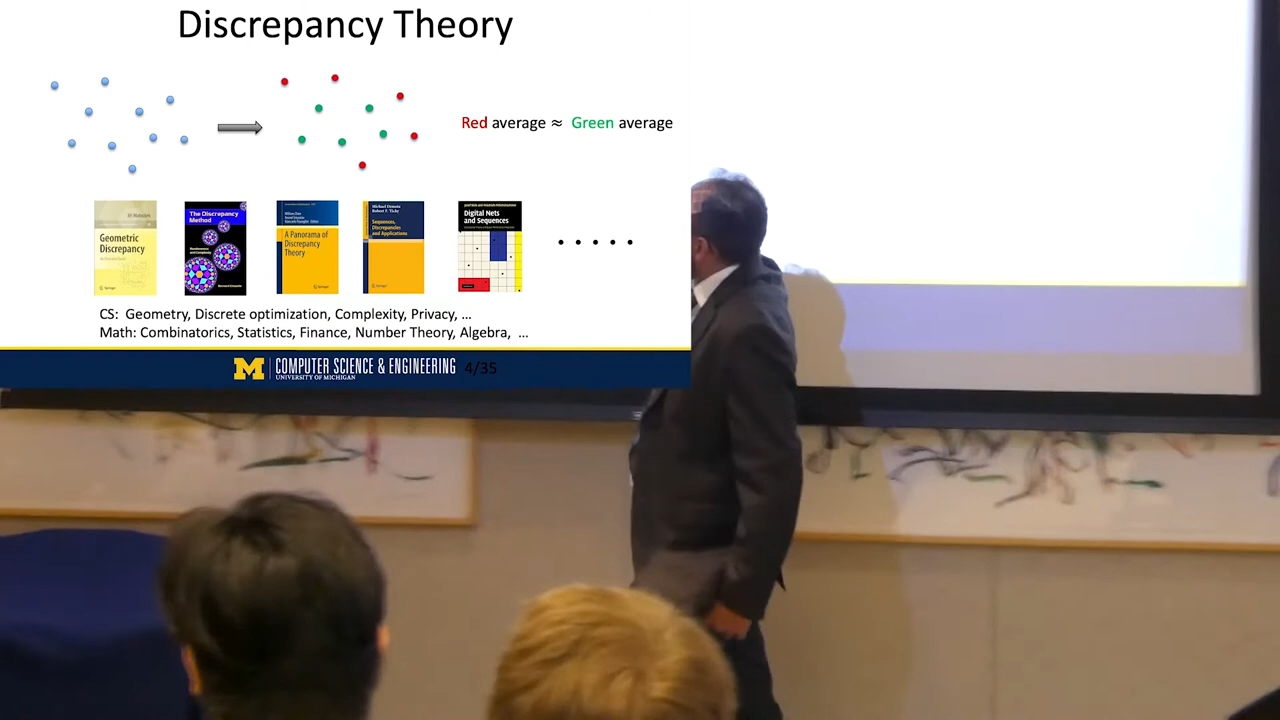 Discrepancy Theory
Red average ≈ Green average
Geometric
Discrepancy
The Discrepancy
Method
A Panorama of
Discrepancy
Theory
Sequences,
Discrepancies
and Applications
Digital Nets
and Sequences
CS: Geometry, Discrete optimization, Complexity, Privacy, ...
Math: Combinatorics, Statistics, Finance, Number Theory, Algebra, ...
M COMPUTER SCIENCE & ENGINEERING 4/35
UNIVERSITY OF MICHIGAN